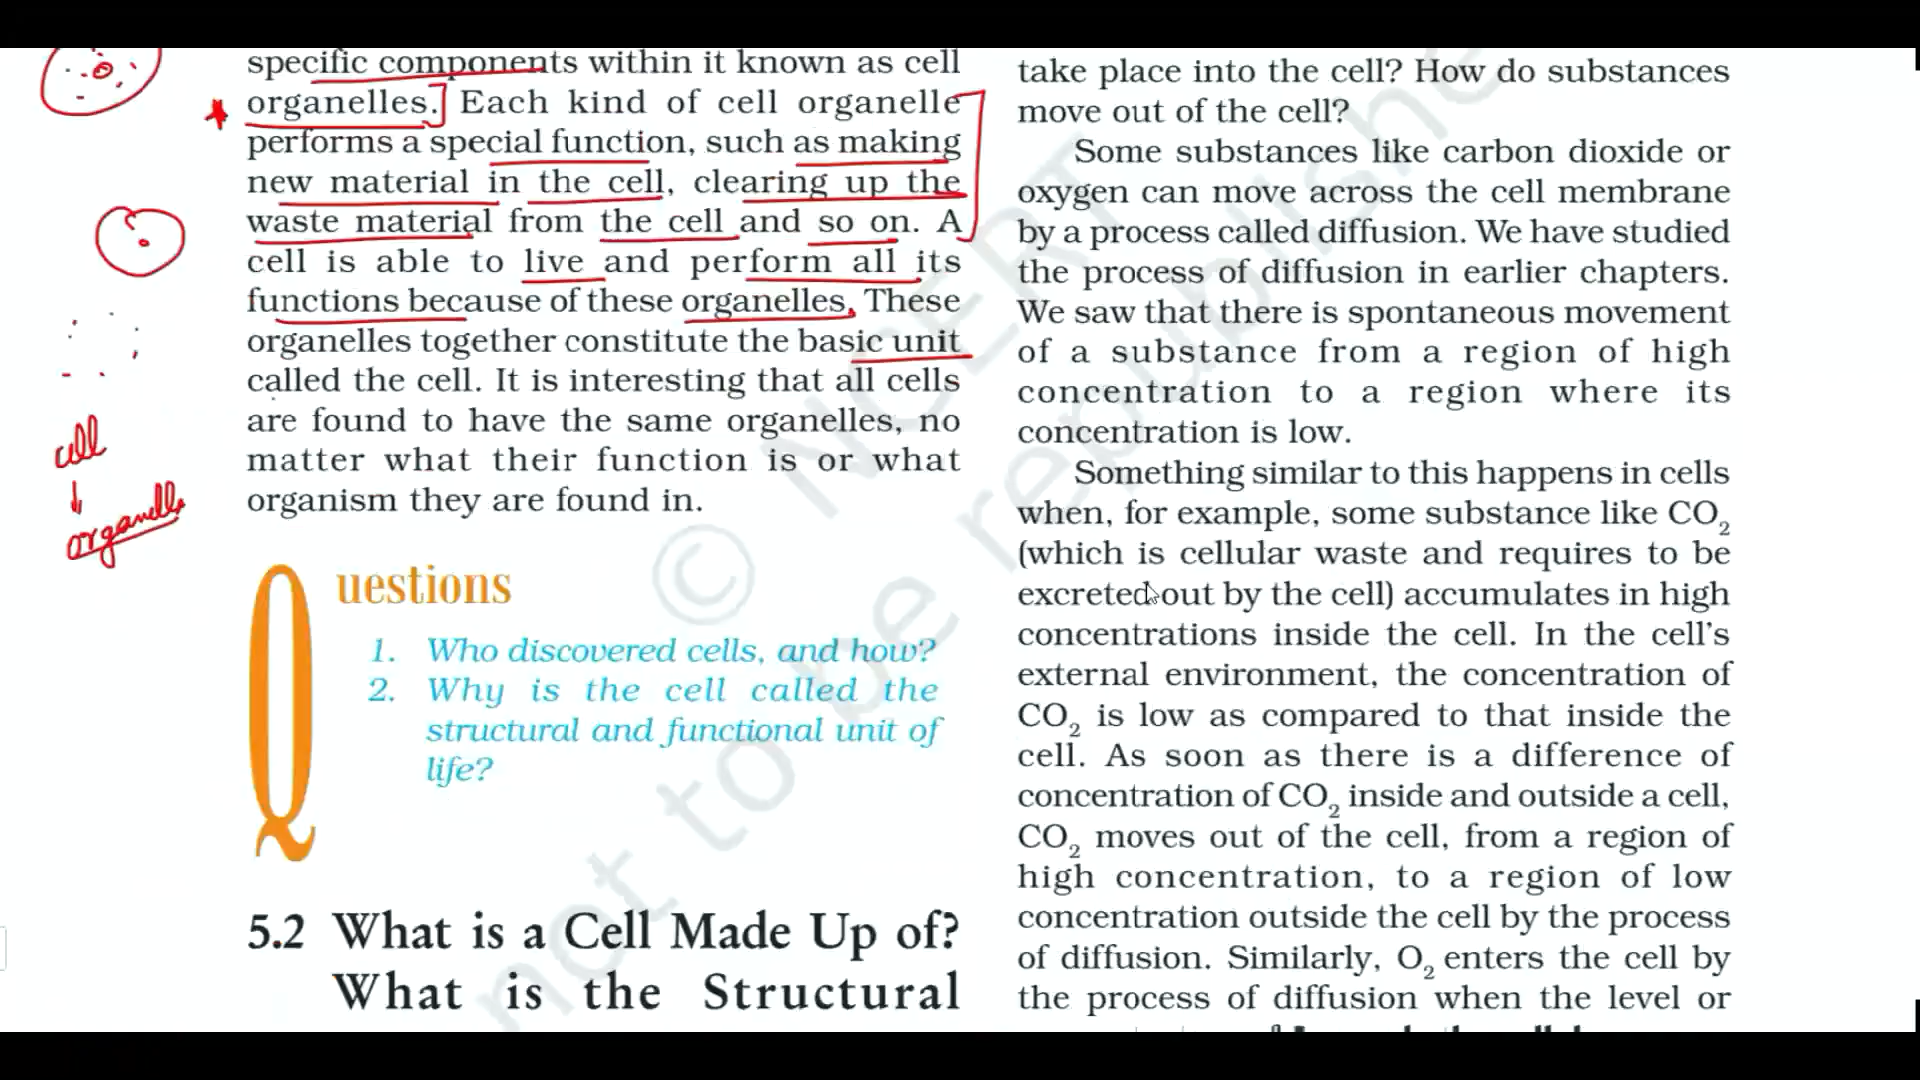 specific components within it known as cell
organelles. Each kind of cell organelle
performs a special function, such as making
new material in the cell, clearing up the
waste material from the cell and so on. A
cell is able to live and perform all its
functions because of these organelles. These
organelles together constitute the basic unit
called the cell. It is interesting that all cells
are found to have the same organelles, no
matter what their function is or what
organism they are found in.
cell
organelle
Questions
1. Who discovered cells, and how?
2. Why is the cell called the
structural and functional unit of
life?
5.2 What is a Cell Made Up of?
What is the Structural
take place into the cell? How do substances
move out of the cell?
Some substances like carbon dioxide or
oxygen can move across the cell membrane
by a process called diffusion. We have studied
the process of diffusion in earlier chapters.
We saw that there is spontaneous movement
of a substance from a region of high
concentration to a region where its
concentration is low.
Something similar to this happens in cells
when, for example, some substance like CO₂
(which is cellular waste and requires to be
excreted out by the cell) accumulates in high
concentrations inside the cell. In the cell's
external environment, the concentration of
CO₂ is low as compared to that inside the
cell. As soon as there is a difference of
concentration of CO₂ inside and outside a cell,
CO₂ moves out of the cell, from a region of
high concentration, to a region of low
concentration outside the cell by the process
of diffusion. Similarly, O₂ enters the cell by
the process of diffusion when the level or
© NCERT
not to be republishe